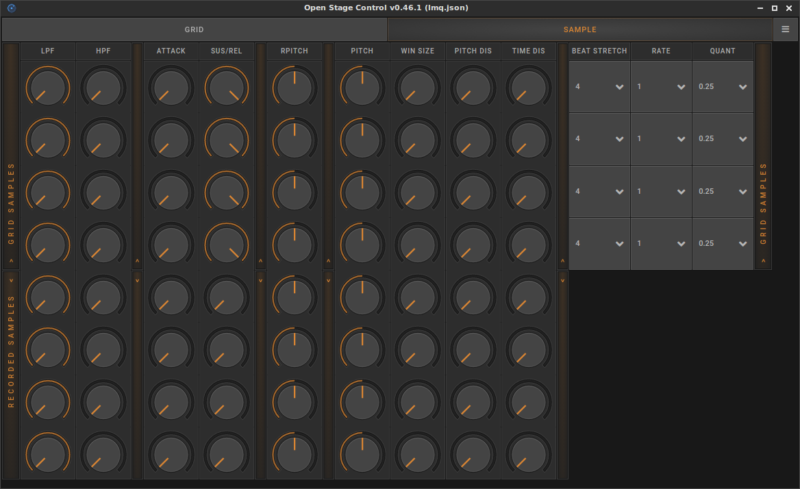 Open Stage Control v0.46.1 (lmq.json)
GRID
SAMPLE
LPF HPF ATTACK SUS/REL RPITCH PITCH WIN SIZE PITCH DIS TIME DIS BEAT STRETCH RATE QUANT
4 1 0.25
4 1 0.25
4 1 0.25
4 1 0.25
GRID SAMPLES
RECORDED SAMPLES
GRID SAMPLES